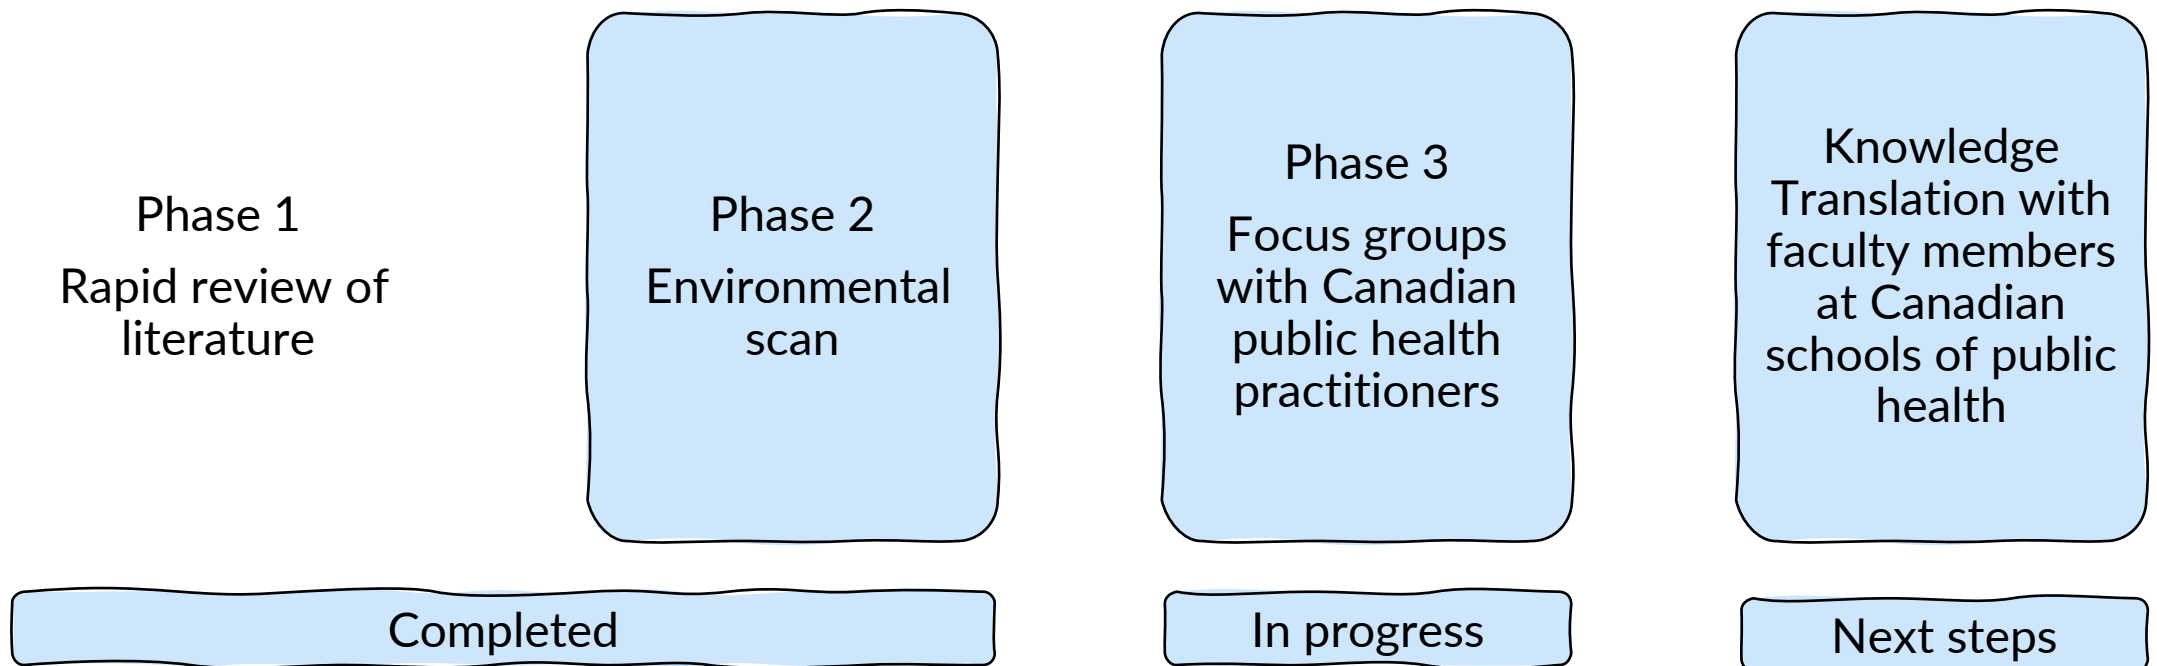 Phase 1
Rapid review of
literature
Phase 2
Environmental
scan
Phase 3
Focus groups
with Canadian
public health
practitioners
Knowledge
Translation with
faculty members
at Canadian
schools of public
health
Completed
In progress
Next steps